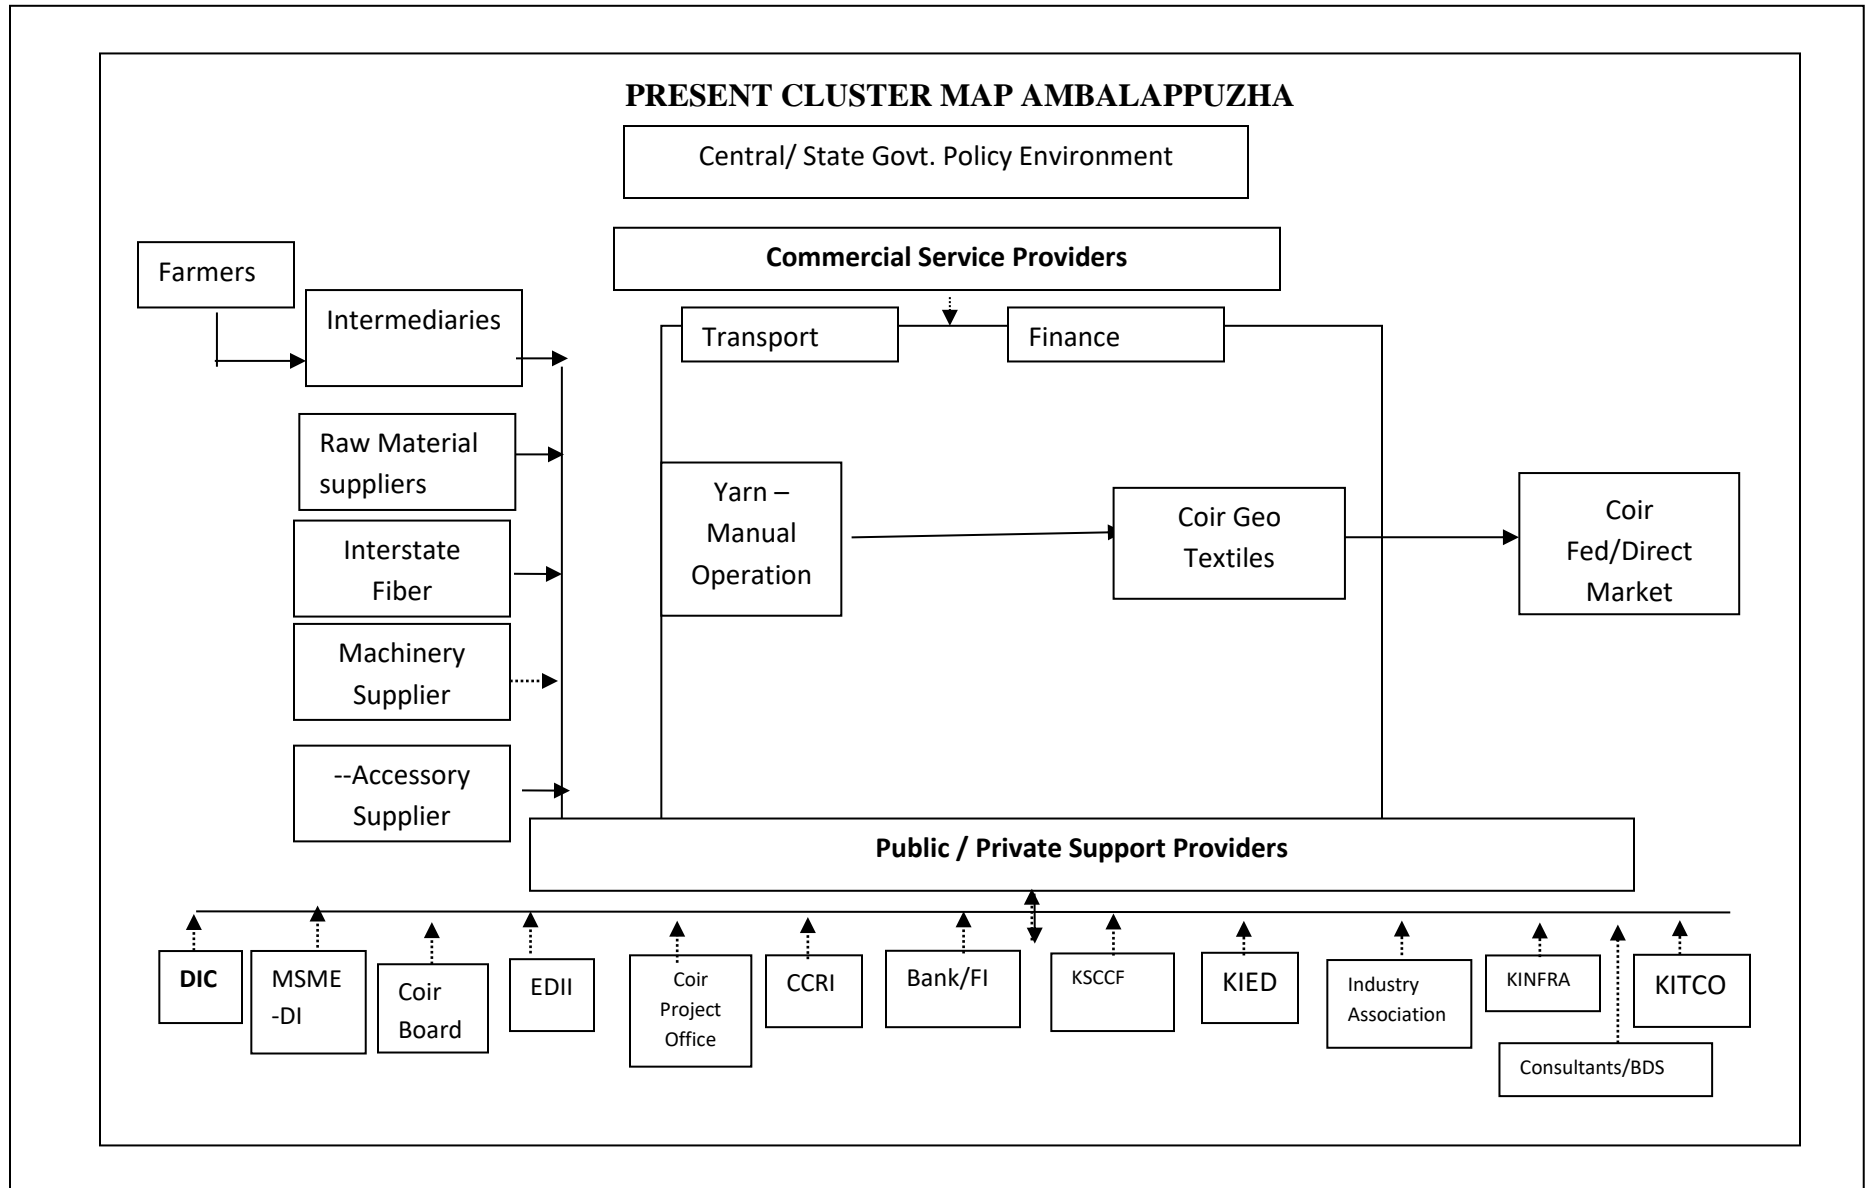 PRESENT CLUSTER MAP AMBALAPPUZHA
Central/ State Govt. Policy Environment
Commercial Service Providers
Farmers
Intermediaries
Transport
Finance
Raw Material
suppliers
Interstate
Fiber
Machinery
Supplier
--Accessory
Supplier
Yarn –
Manual
Operation
Coir Geo
Textiles
Coir
Fed/Direct
Market
Public / Private Support Providers
DIC
MSME
-DI
Coir
Board
EDII
Coir
Project
Office
CCRI
Bank/FI
KSCCF
KIED
Industry
Association
KINFRA
KITCO
Consultants/BDS